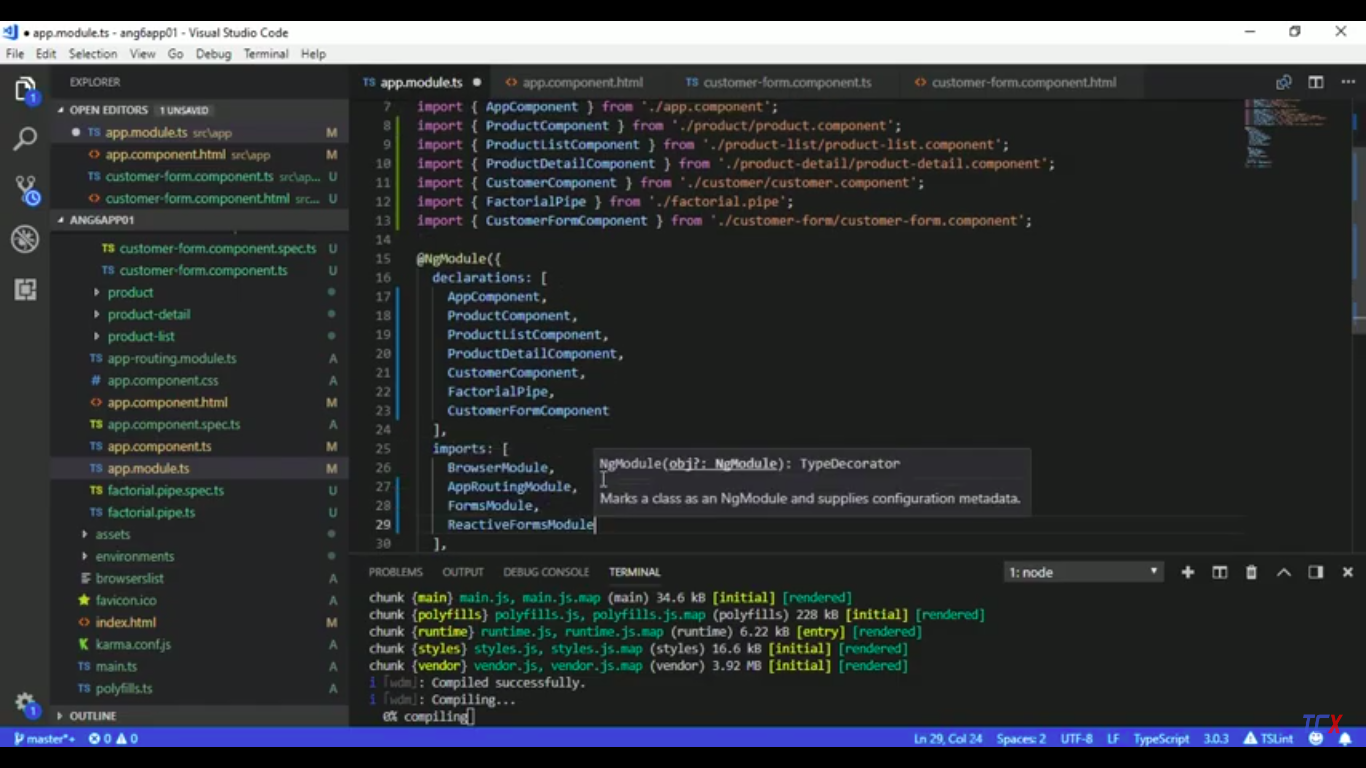 ● app.module.ts - ang6app01 - Visual Studio Code
File Edit Selection View Go Debug Terminal Help
EXPLORER
OPEN EDITORS 1 UNSAVED
● TS app.module.ts src\app M
<> app.component.html src\app M
TS customer-form.component.ts src\ap... U
<> customer-form.component.html src... U
ANG6APP01
TS customer-form.component.spec.ts U
TS customer-form.component.ts U
product
product-detail
product-list
TS app-routing.module.ts A
# app.component.css A
<> app.component.html M
TS app.component.spec.ts A
TS app.component.ts M
TS app.module.ts M
TS factorial.pipe.spec.ts U
TS factorial.pipe.ts U
assets
environments
browserslist A
favicon.ico A
<> index.html M
karma.conf.js A
TS main.ts A
TS polyfills.ts A
OUTLINE
1
1
TS app.module.ts ● <> app.component.html TS customer-form.component.ts <> customer-form.component.html
7 import { AppComponent } from './app.component';
8 import { ProductComponent } from './product/product.component';
9 import { ProductListComponent } from './product-list/product-list.component';
10 import { ProductDetailComponent } from './product-detail/product-detail.component';
11 import { CustomerComponent } from './customer/customer.component';
12 import { FactorialPipe } from './factorial.pipe';
13 import { CustomerFormComponent } from './customer-form/customer-form.component';
14
15 @NgModule({
16 declarations: [
17 AppComponent,
18 ProductComponent,
19 ProductListComponent,
20 ProductDetailComponent,
21 CustomerComponent,
22 FactorialPipe,
23 CustomerFormComponent
24 ],
25 imports: [
26 BrowserModule,
27 AppRoutingModule,
28 FormsModule,
29 ReactiveFormsModule
30 ],
NgModule(obj?: NgModule): TypeDecorator
Marks a class as an NgModule and supplies configuration metadata.
PROBLEMS OUTPUT DEBUG CONSOLE TERMINAL 1: node
chunk {main} main.js, main.js.map (main) 34.6 kB [initial] [rendered]
chunk {polyfills} polyfills.js, polyfills.js.map (polyfills) 228 kB [initial] [rendered]
chunk {runtime} runtime.js, runtime.js.map (runtime) 6.22 kB [entry] [rendered]
chunk {styles} styles.js, styles.js.map (styles) 16.6 kB [initial] [rendered]
chunk {vendor} vendor.js, vendor.js.map (vendor) 3.92 MB [initial] [rendered]
i ｢wdm｣: Compiled successfully.
i ｢wdm｣: Compiling...
0% compiling
TCX
master*+ 0 0 Ln 29, Col 24 Spaces: 2 UTF-8 LF TypeScript 3.0.3 TSLint